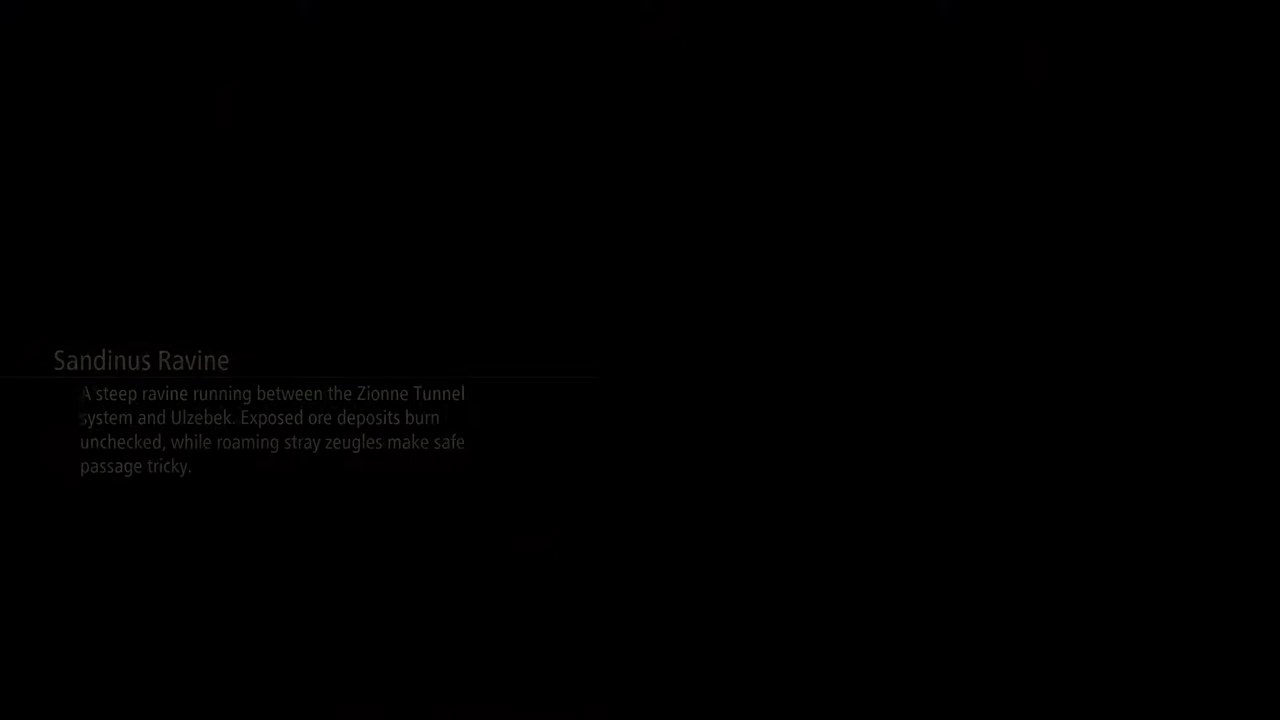 Sandinus Ravine
A steep ravine running between the Zionne Tunnel
system and Ulzebek. Exposed ore deposits burn
unchecked, while roaming stray zeugles make safe
passage tricky.